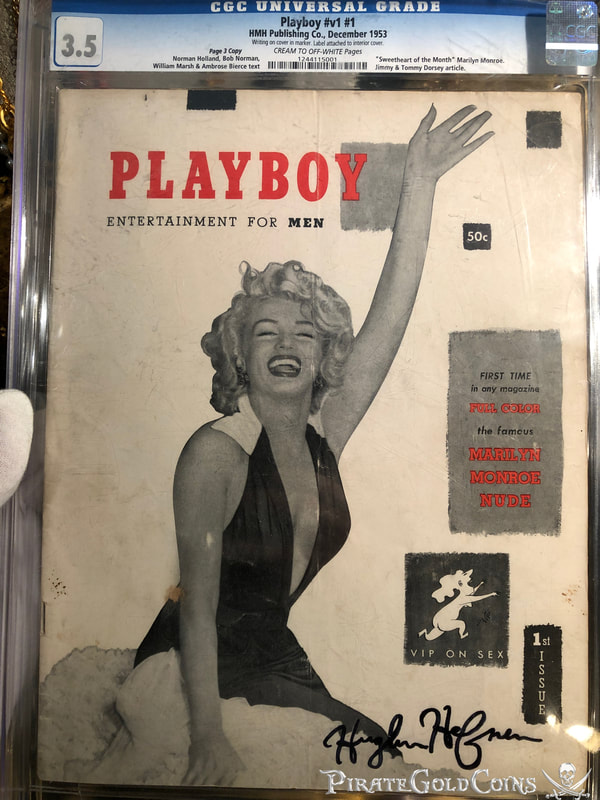 CGC UNIVERSAL GRADE
3.5
Playboy #v1 #1
HMH Publishing Co., December 1953
Writing on cover in marker. Label attached to interior cover.
Page 3 Copy
CREAM TO OFF-WHITE Pages
Norman Holland, Bob Norman,
William Marsh & Ambrose Bierce text
1244115001
"Sweetheart of the Month" Marilyn Monroe.
Jimmy & Tommy Dorsey article.
CGC
PLAYBOY
ENTERTAINMENT FOR MEN
50c
FIRST TIME
in any magazine
FULL COLOR
the famous
MARILYN
MONROE
NUDE
VIP ON SEX
1st
ISSUE
Hugh M Hefner
PIRATEGOLDCOINS